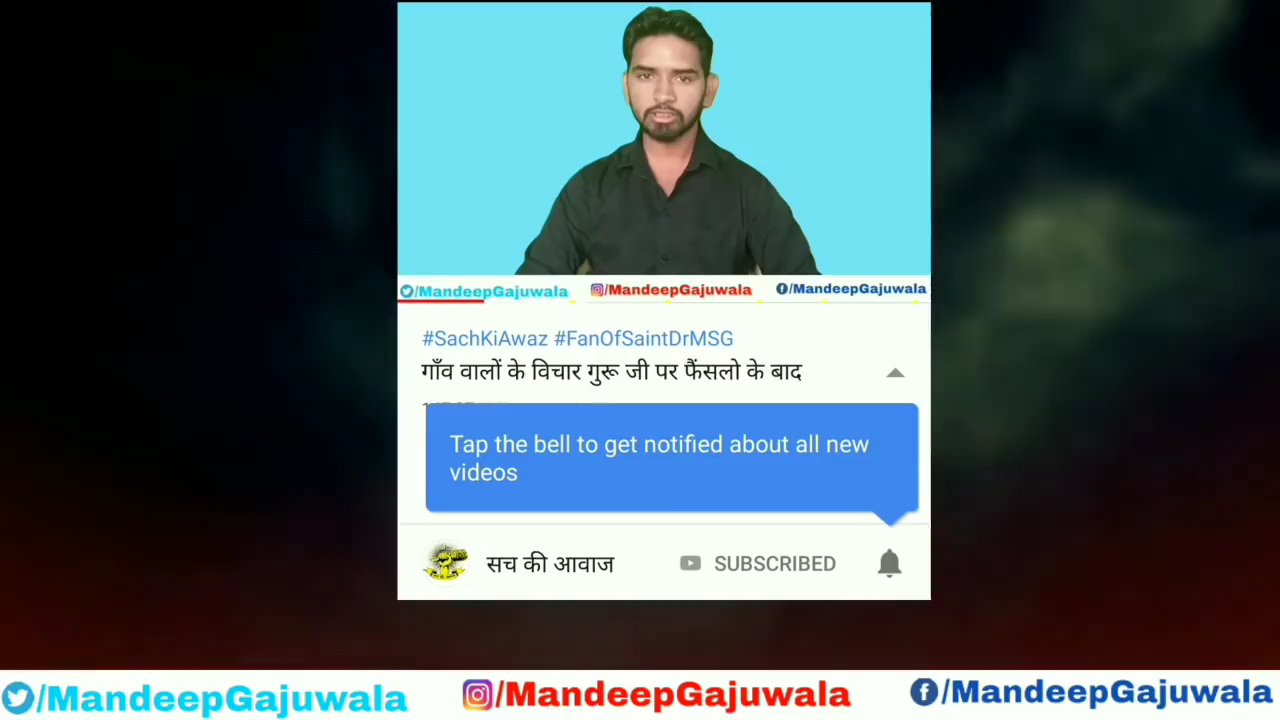 /MandeepGajuwala /MandeepGajuwala /MandeepGajuwala
#SachKiAwaz #FanOfSaintDrMSG
गाँव वालों के विचार गुरू जी पर फैंसलो के बाद
Tap the bell to get notified about all new
videos
सच की आवाज SUBSCRIBED
/MandeepGajuwala /MandeepGajuwala /MandeepGajuwala